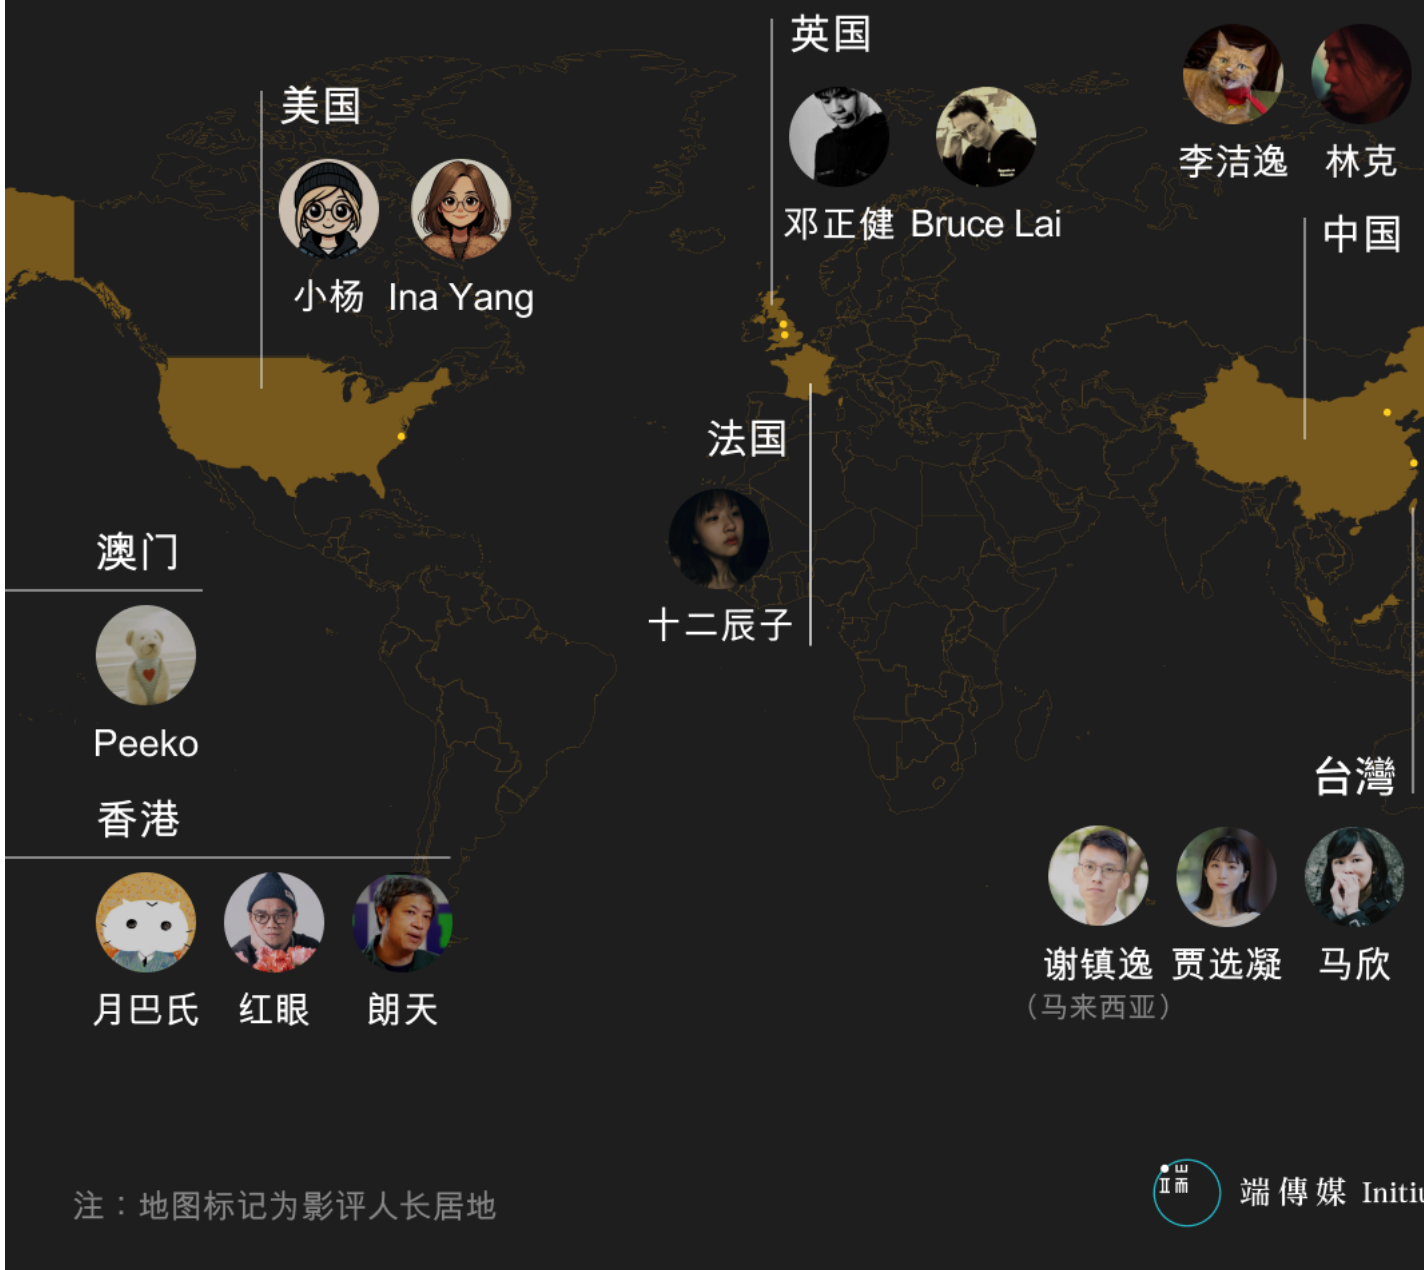 英国
邓正健 Bruce Lai
美国
小杨 Ina Yang
李洁逸 林克
中国
法国
十二辰子
澳门
Peeko
香港
月巴氏 红眼 朗天
台灣
谢镇逸 贾选凝 马欣
（马来西亚）
注：地图标记为影评人长居地
端傳媒 Initiu